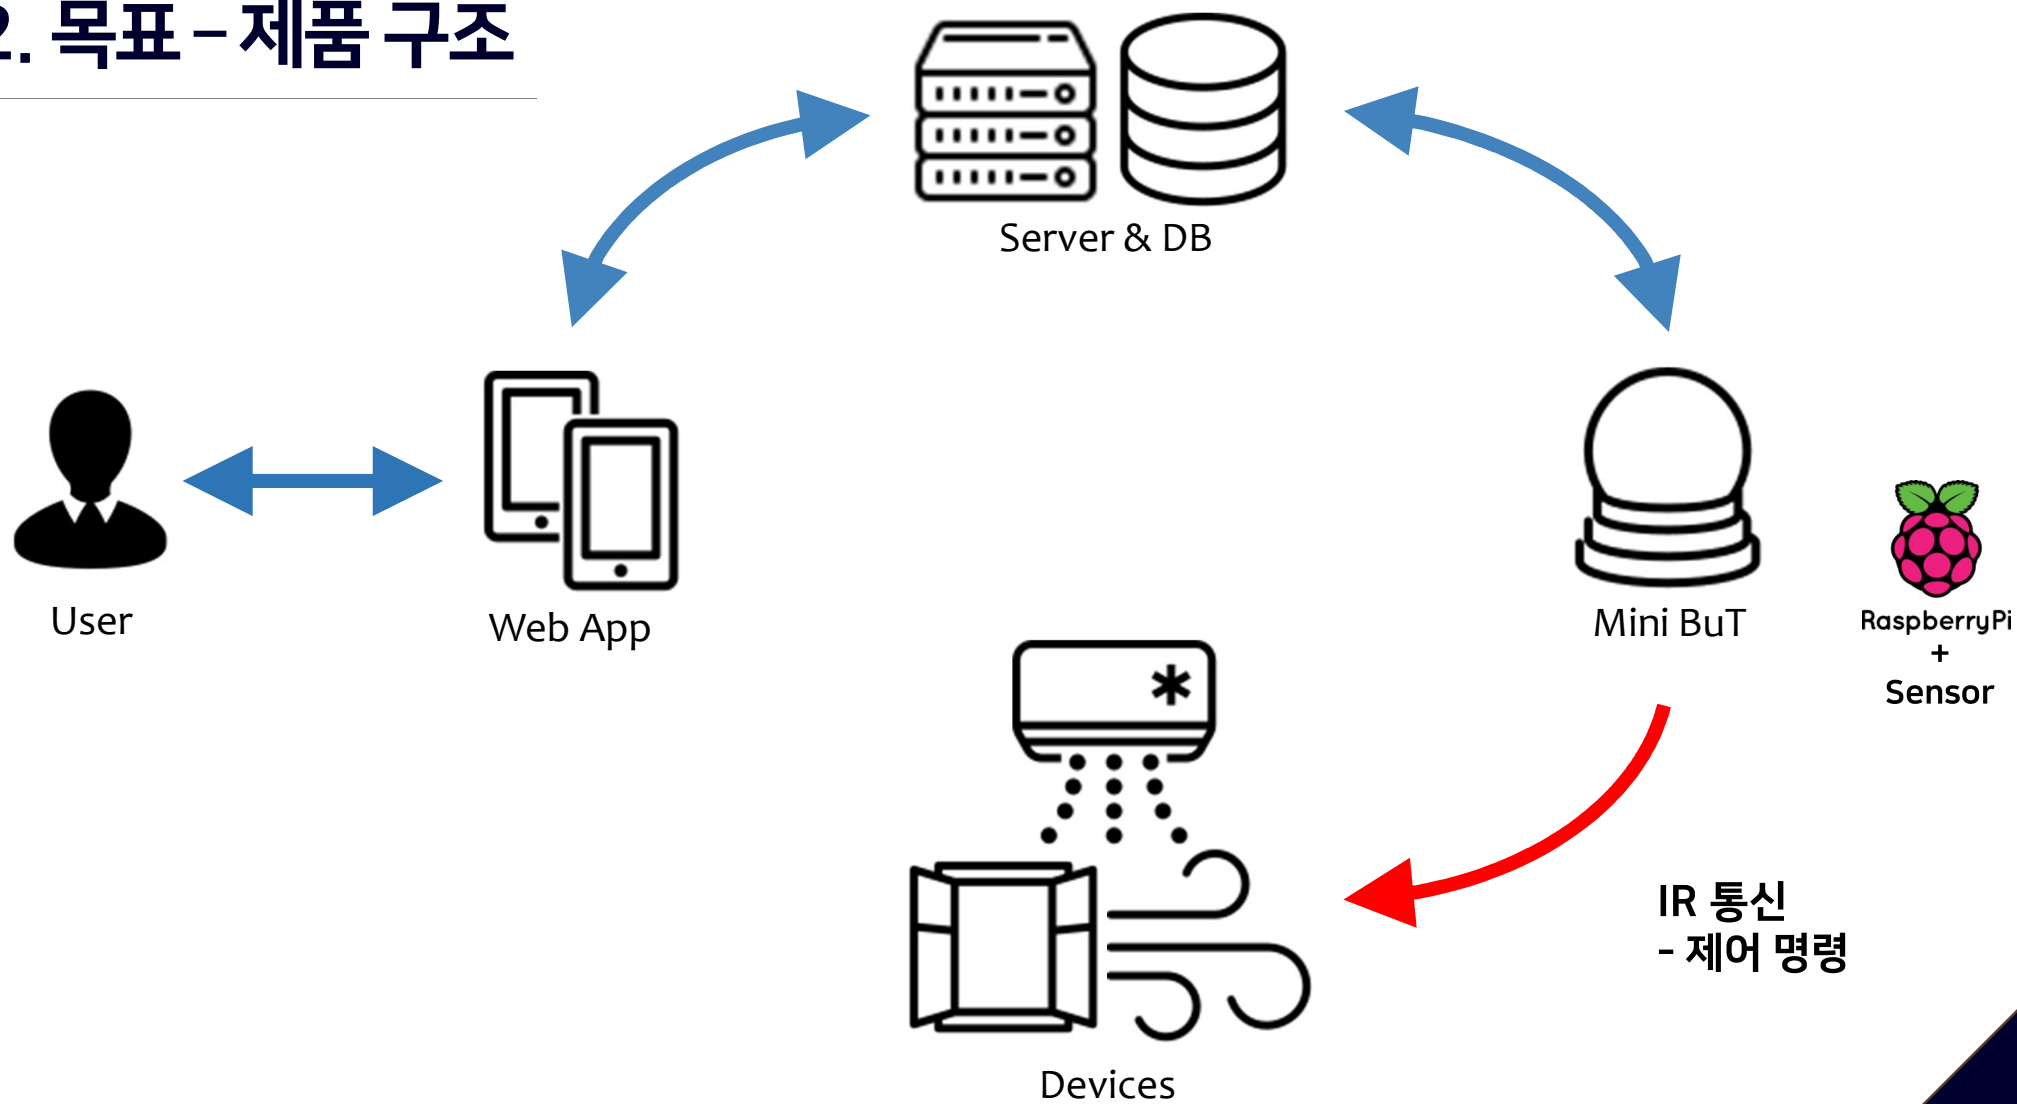 2. 목표 – 제품 구조
Server & DB
User
Web App
Mini BuT
RaspberryPi
+
Sensor
IR 통신
- 제어 명령
Devices